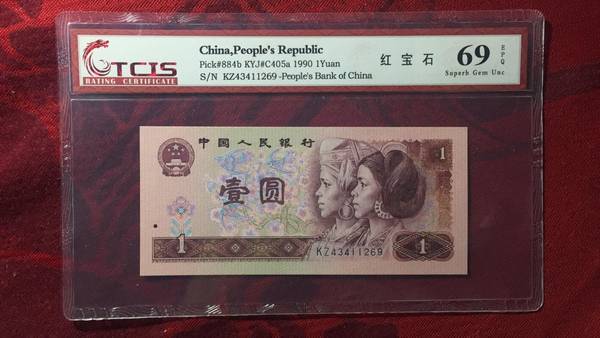 TCIS
RATING CERTIFICATE
China,People's Republic
Pick#884b KYJ#C405a 1990 1Yuan
S/N KZ43411269 -People's Bank of China
红宝石
69 EPQ
Superb Gem Unc
中国人民银行
1
壹圆
1
1
KZ43411269